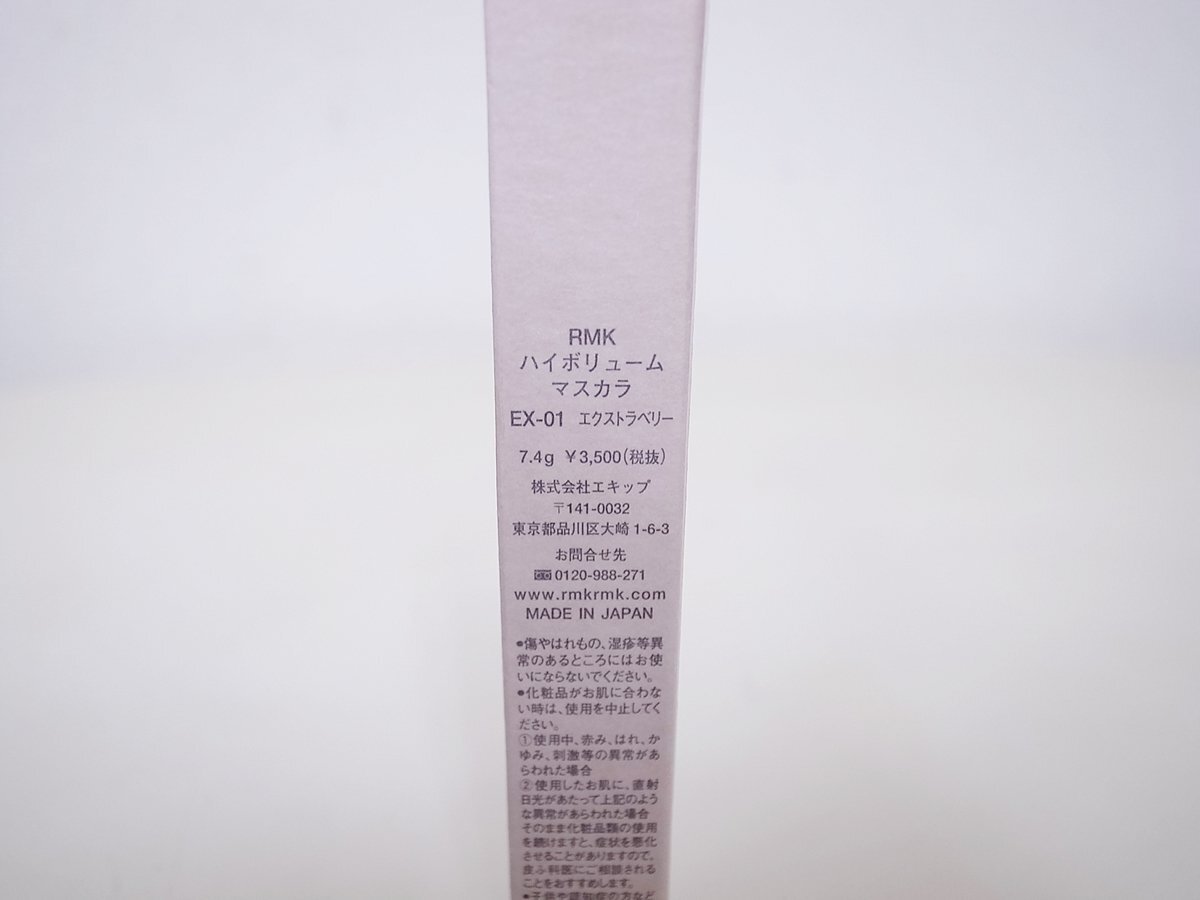 RMK
ハイボリューム
マスカラ
EX-01 エクストラベリー
7.4g ¥3,500(税抜)
株式会社エキップ
〒141-0032
東京都品川区大崎1-6-3
お問合せ先
0120-988-271
www.rmkrmk.com
MADE IN JAPAN
●傷やはれもの、湿疹等異
常のあるところにはお使
いにならないでください。
●化粧品がお肌に合わな
い時は、使用を中止してく
ださい。
①使用中、赤み、はれ、か
ゆみ、刺激等の異常があ
らわれた場合
②使用したお肌に、直射
日光があたって上記のよう
な異常があらわれた場合
そのまま化粧品類の使用
を続けますと、症状を悪化
させることがありますので、
皮ふ科医にご相談される
ことをおすすめします。
●子供や認知症の方など